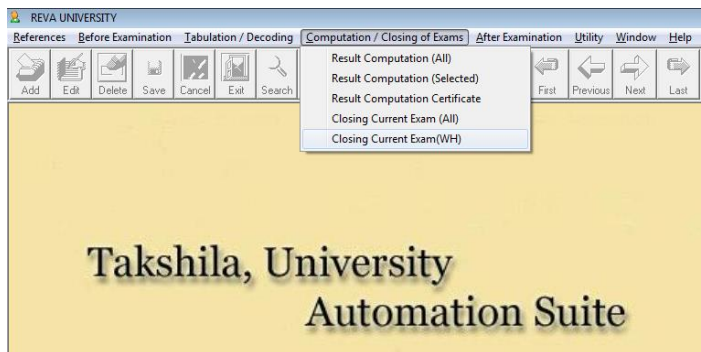 REVA UNIVERSITY
References Before Examination Tabulation / Decoding Computation / Closing of Exams After Examination Utility Window Help
Add Edit Delete Save Cancel Exit Search First Previous Next Last
Result Computation (All)
Result Computation (Selected)
Result Computation Certificate
Closing Current Exam (All)
Closing Current Exam(WH)
Takshila, University
Automation Suite